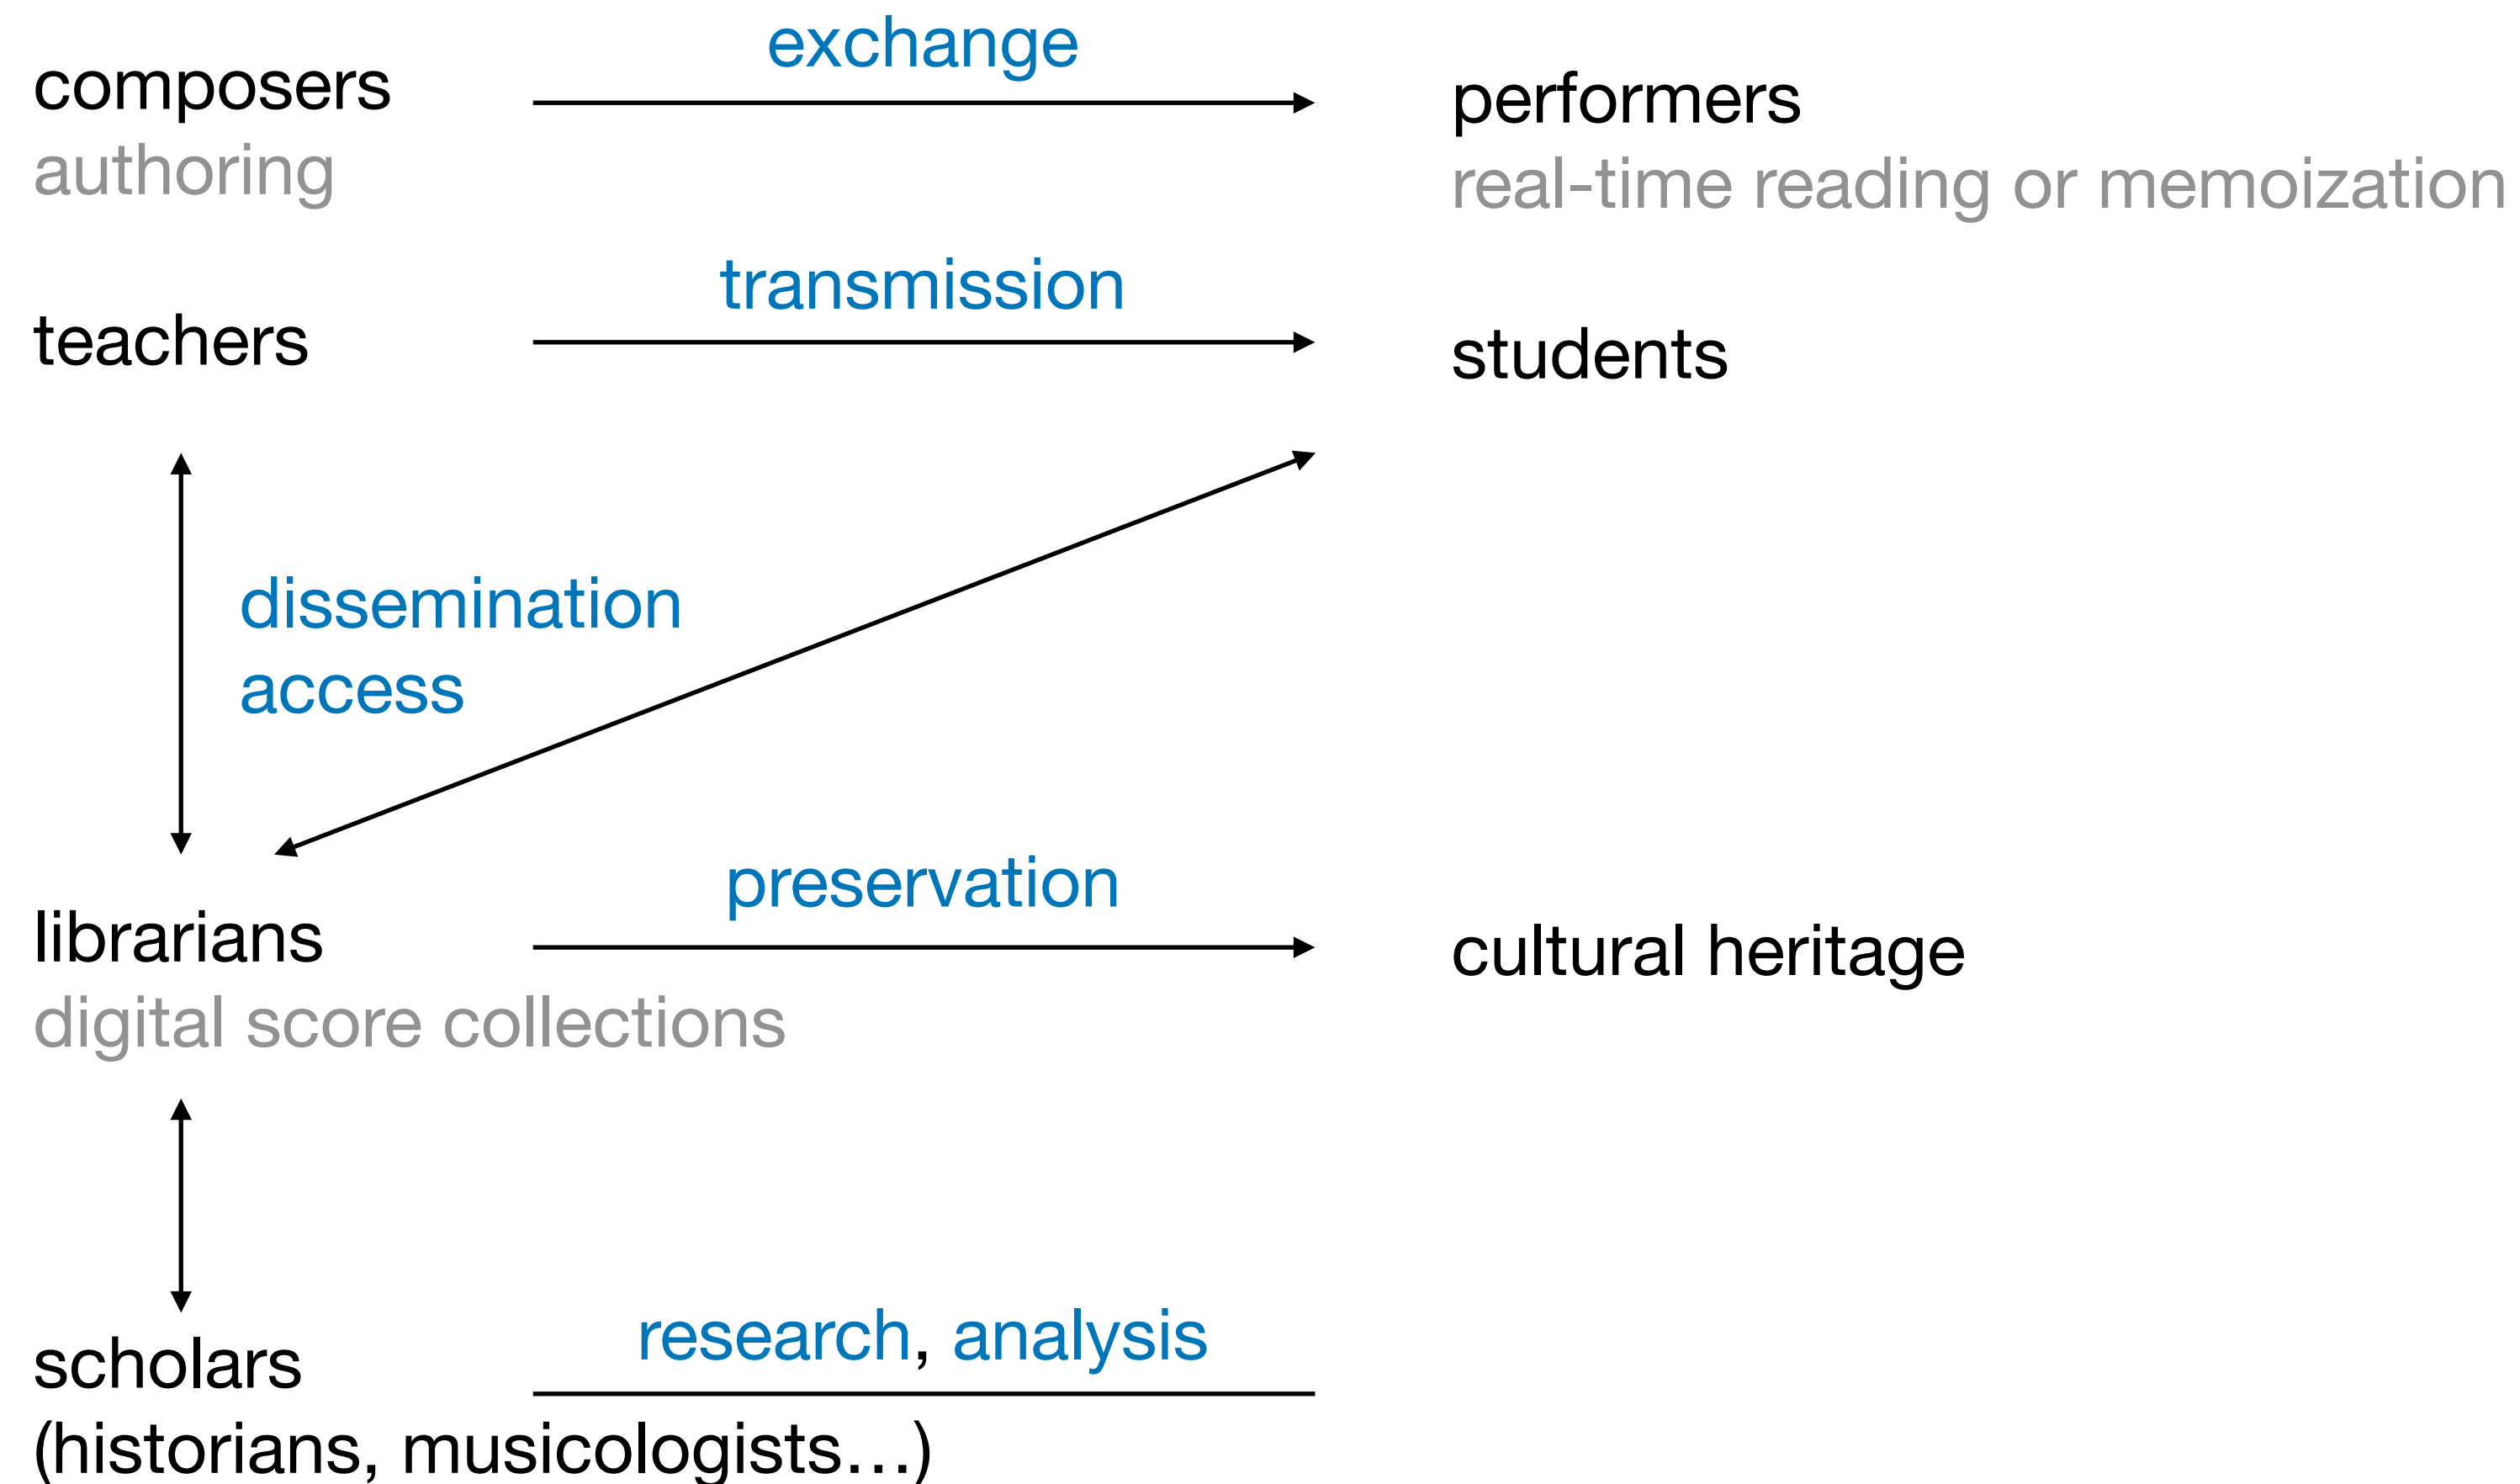 exchange
composers
performers
authoring
real-time reading or memoization
transmission
teachers
students
dissemination
access
preservation
librarians
cultural heritage
digital score collections
research, analysis
scholars
(historians, musicologists…)